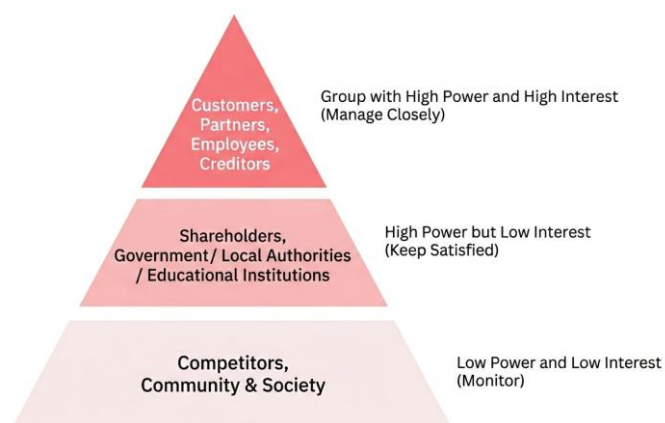 Customers,
Partners,
Employees,
Creditors
Group with High Power and High Interest
(Manage Closely)
Shareholders,
Government/ Local Authorities
/ Educational Institutions
High Power but Low Interest
(Keep Satisfied)
Competitors,
Community & Society
Low Power and Low Interest
(Monitor)